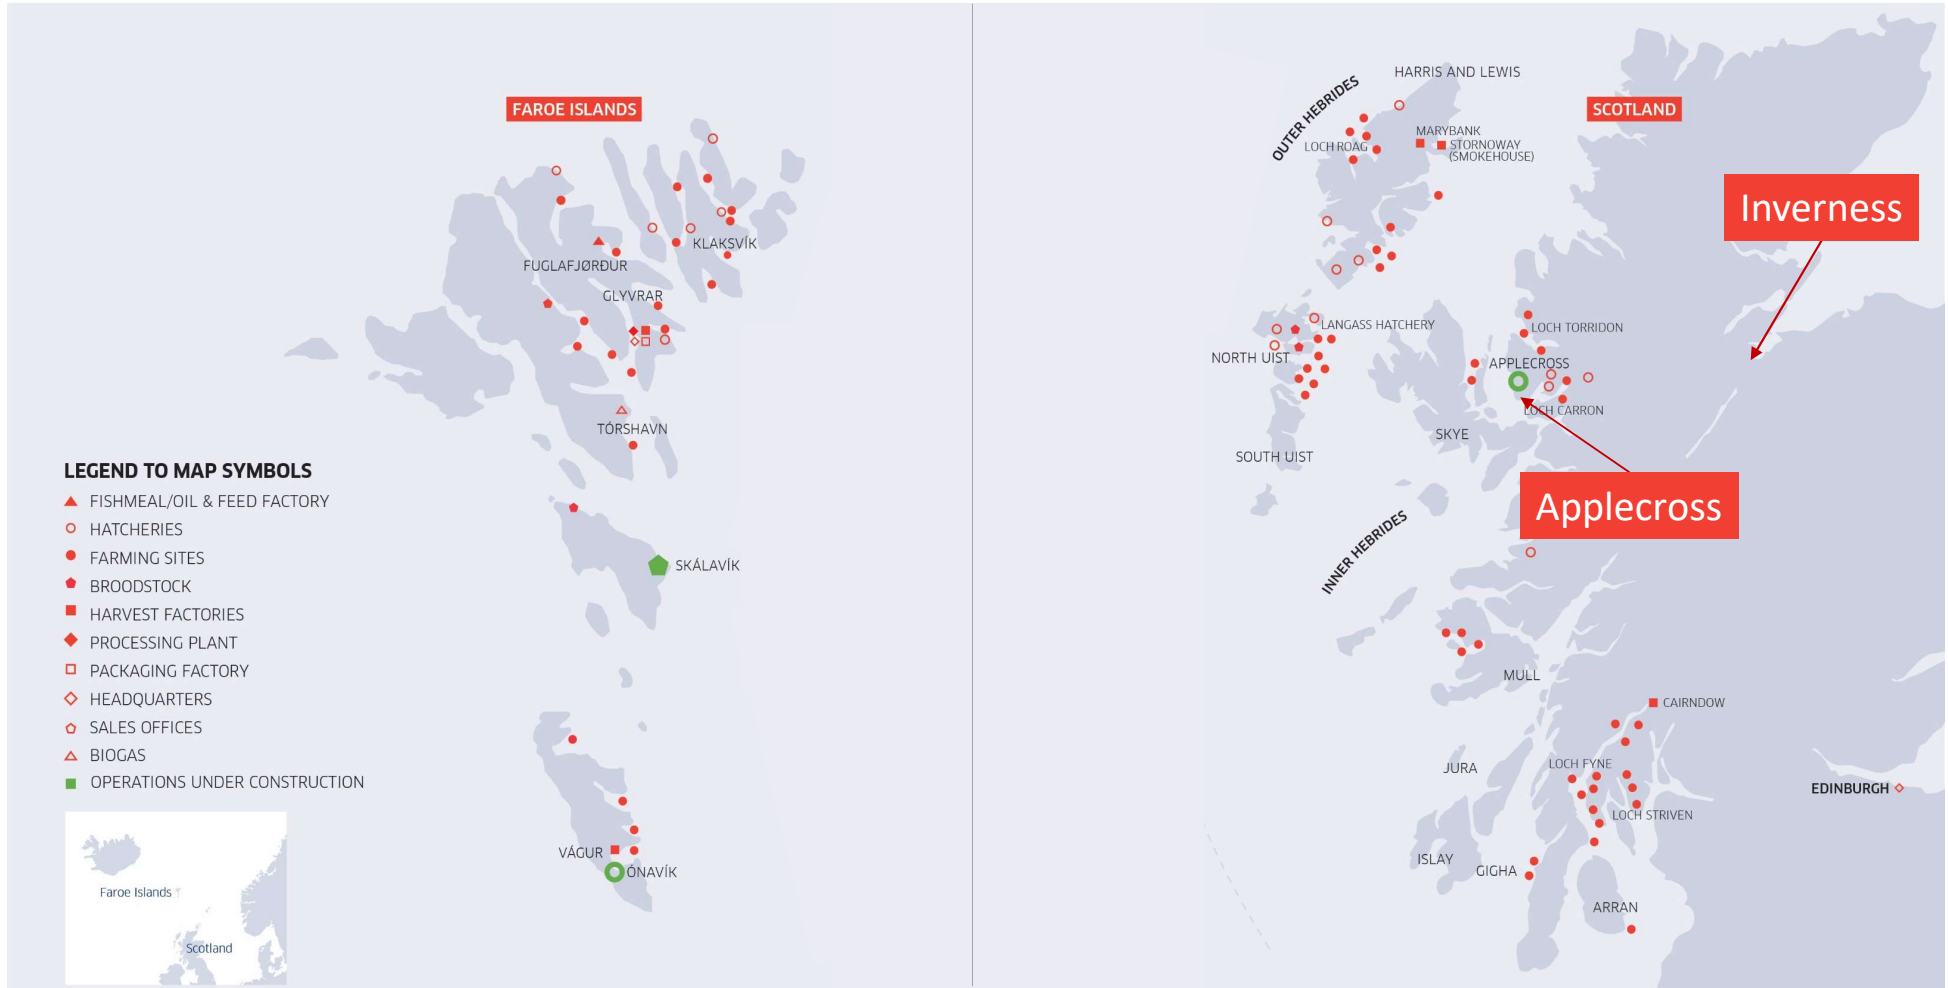 FAROE ISLANDS
FUGLAFJØRÐUR
KLAKSVÍK
GLYVRAR
TÓRSHAVN
SKÁLAVÍK
VÁGUR
ÓNAVÍK
LEGEND TO MAP SYMBOLS
FISHMEAL/OIL & FEED FACTORY
HATCHERIES
FARMING SITES
BROODSTOCK
HARVEST FACTORIES
PROCESSING PLANT
PACKAGING FACTORY
HEADQUARTERS
SALES OFFICES
BIOGAS
OPERATIONS UNDER CONSTRUCTION
Faroe Islands
Scotland
SCOTLAND
OUTER HEBRIDES
HARRIS AND LEWIS
MARYBANK
LOCH ROAG
STORNOWAY
(SMOKEHOUSE)
Inverness
LANGASS HATCHERY
LOCH TORRIDON
NORTH UIST
APPLECROSS
LOCH CARRON
SKYE
SOUTH UIST
Applecross
INNER HEBRIDES
MULL
CAIRNDOW
JURA
LOCH FYNE
EDINBURGH
LOCH STRIVEN
ISLAY
GIGHA
ARRAN